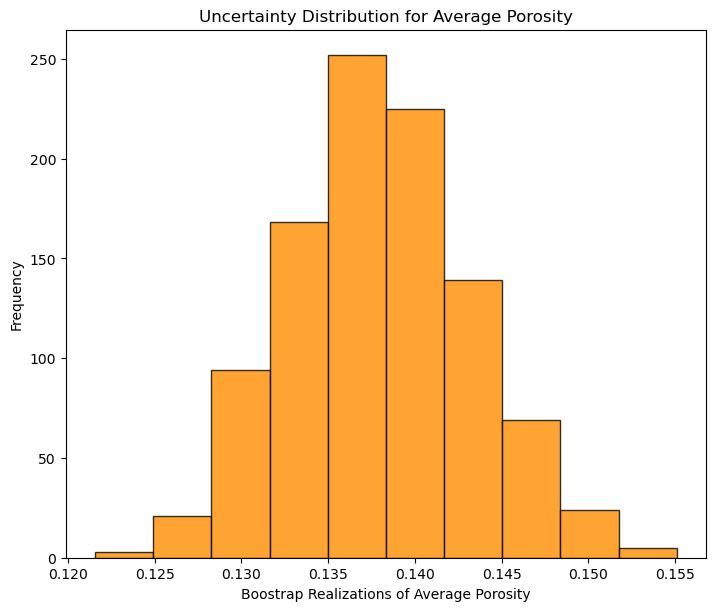 Uncertainty Distribution for Average Porosity
250
200
150
100
50
0
Frequency
0.120 0.125 0.130 0.135 0.140 0.145 0.150 0.155
Boostrap Realizations of Average Porosity